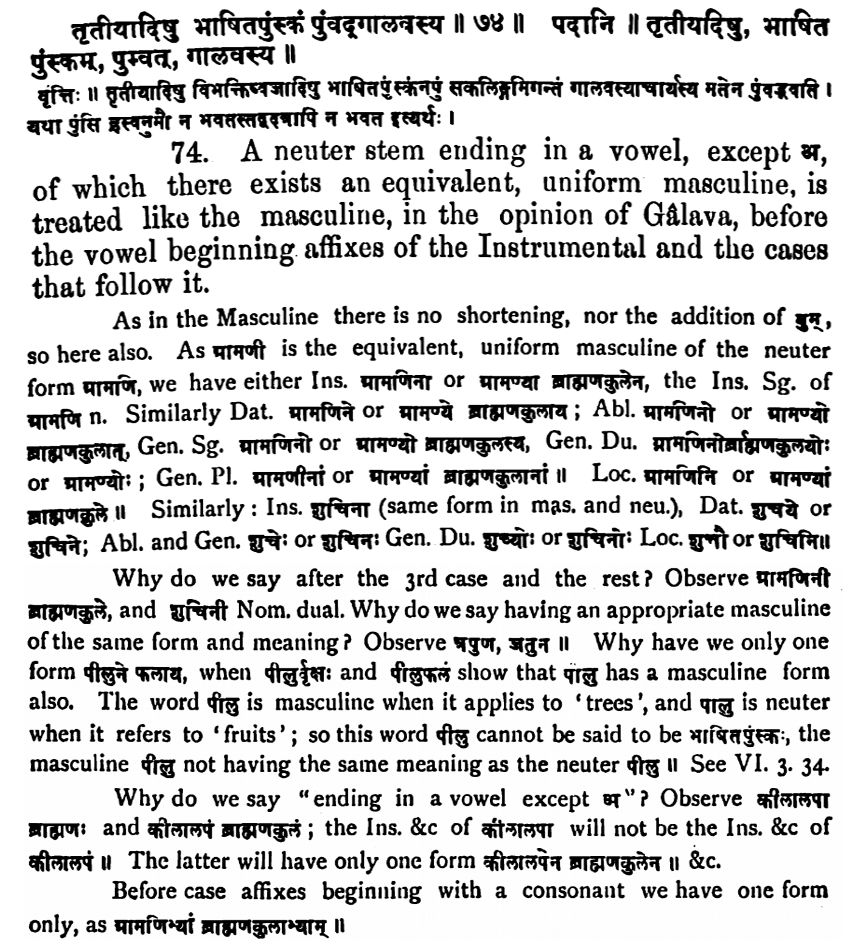 तृतीयादिषु भाषितपुंस्कं पुंवद्गालवस्य ॥ ७४ ॥ पदानि ॥ तृतीयदिषु, भाषित
पुंस्कम्, पुम्वत्, गालवस्य ॥
वृत्तिः ॥ तृतीयादिषु विभक्तिष्वजादिषु भाषितपुंस्कंनपुं सकलिङ्गमिगन्तं गालवस्याचार्यस्य मतेन पुंवद्भवति ।
यथा पुंसि ह्रस्वनुमौ न भवतस्तद्वदत्रापि न भवत इत्यर्थः ।
74. A neuter stem ending in a vowel, except अ,
of which there exists an equivalent, uniform masculine, is
treated like the masculine, in the opinion of Gâlava, before
the vowel beginning affixes of the Instrumental and the cases
that follow it.
As in the Masculine there is no shortening, nor the addition of नुम्,
so here also. As ग्रामणी is the equivalent, uniform masculine of the neuter
form ग्रामणि, we have either Ins. ग्रामणिना or ग्रामण्या ब्राह्मणकुलेन, the Ins. Sg. of
ग्रामणि n. Similarly Dat. ग्रामणिने or ग्रामण्ये ब्राह्मणकुलाय ; Abl. ग्रामणिनो or ग्रामण्यो
ब्राह्मणकुलात्, Gen. Sg. ग्रामणिनो or ग्रामण्यो ब्राह्मणकुलस्य, Gen. Du. ग्रामणिनोर्ब्राह्मणकुलयोः
or ग्रामण्योः ; Gen. Pl. ग्रामणीनां or ग्रामण्यां ब्राह्मणकुलानां ॥ Loc. ग्रामणिनि or ग्रामण्यां
ब्राह्मणकुले ॥ Similarly : Ins. शुचिना (same form in mas. and neu.), Dat. शुचये or
शुचिने; Abl. and Gen. शुचेः or शुचिनः Gen. Du. शुच्योः or शुचिनोः Loc. शुचौ or शुचिनि॥
Why do we say after the 3rd case and the rest? Observe ग्रामणिनी
ब्राह्मणकुले, and शुचिनी Nom. dual. Why do we say having an appropriate masculine
of the same form and meaning? Observe त्रपुण, जतुन ॥ Why have we only one
form पीलुने फलाय, when पीलुर्वृक्षः and पीलुफलं show that पालु has a masculine form
also. The word पीलु is masculine when it applies to ‘trees’, and पालु is neuter
when it refers to ‘fruits’; so this word पीलु cannot be said to be भाषितपुंस्कः, the
masculine पीलु not having the same meaning as the neuter पीलु ॥ See VI. 3. 34.
Why do we say “ending in a vowel except अ”? Observe कीलालपा
ब्राह्मणः and कीलालपं ब्राह्मणकुलं ; the Ins. &c of कीलालपा will not be the Ins. &c of
कीलालपं ॥ The latter will have only one form कीलालपेन ब्राह्मणकुलेन ॥ &c.
Before case affixes beginning with a consonant we have one form
only, as ग्रामणिभ्यां ब्राह्मणकुलाभ्याम् ॥